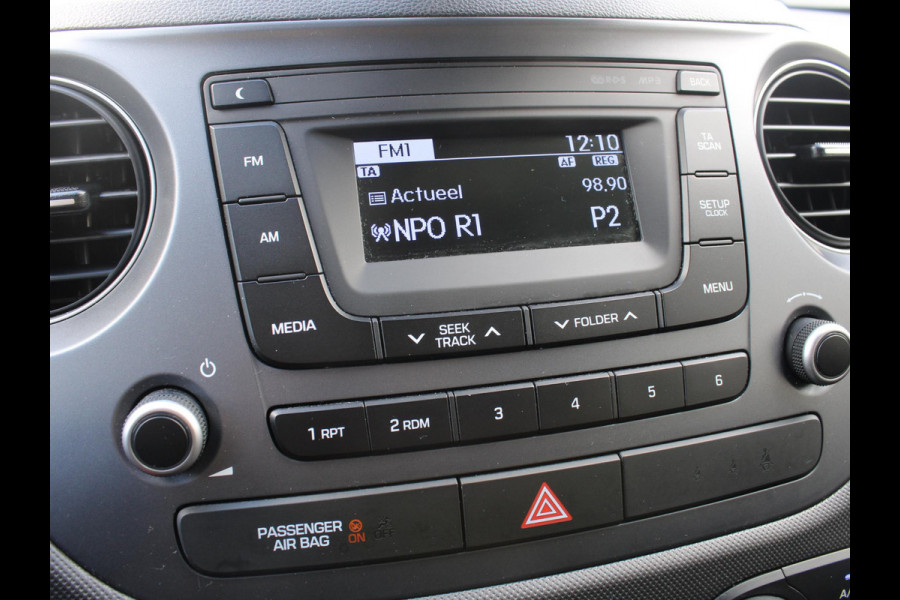 BACK
FM1
12:10
TA
AF REG
Actueel
98.90
NPO R1
P2
FM
AM
MEDIA
TA
SCAN
SETUP
CLOCK
MENU
SEEK
TRACK
FOLDER
1 RPT
2 RDM
3
4
5
6
PASSENGER
AIR BAG
ON
OFF